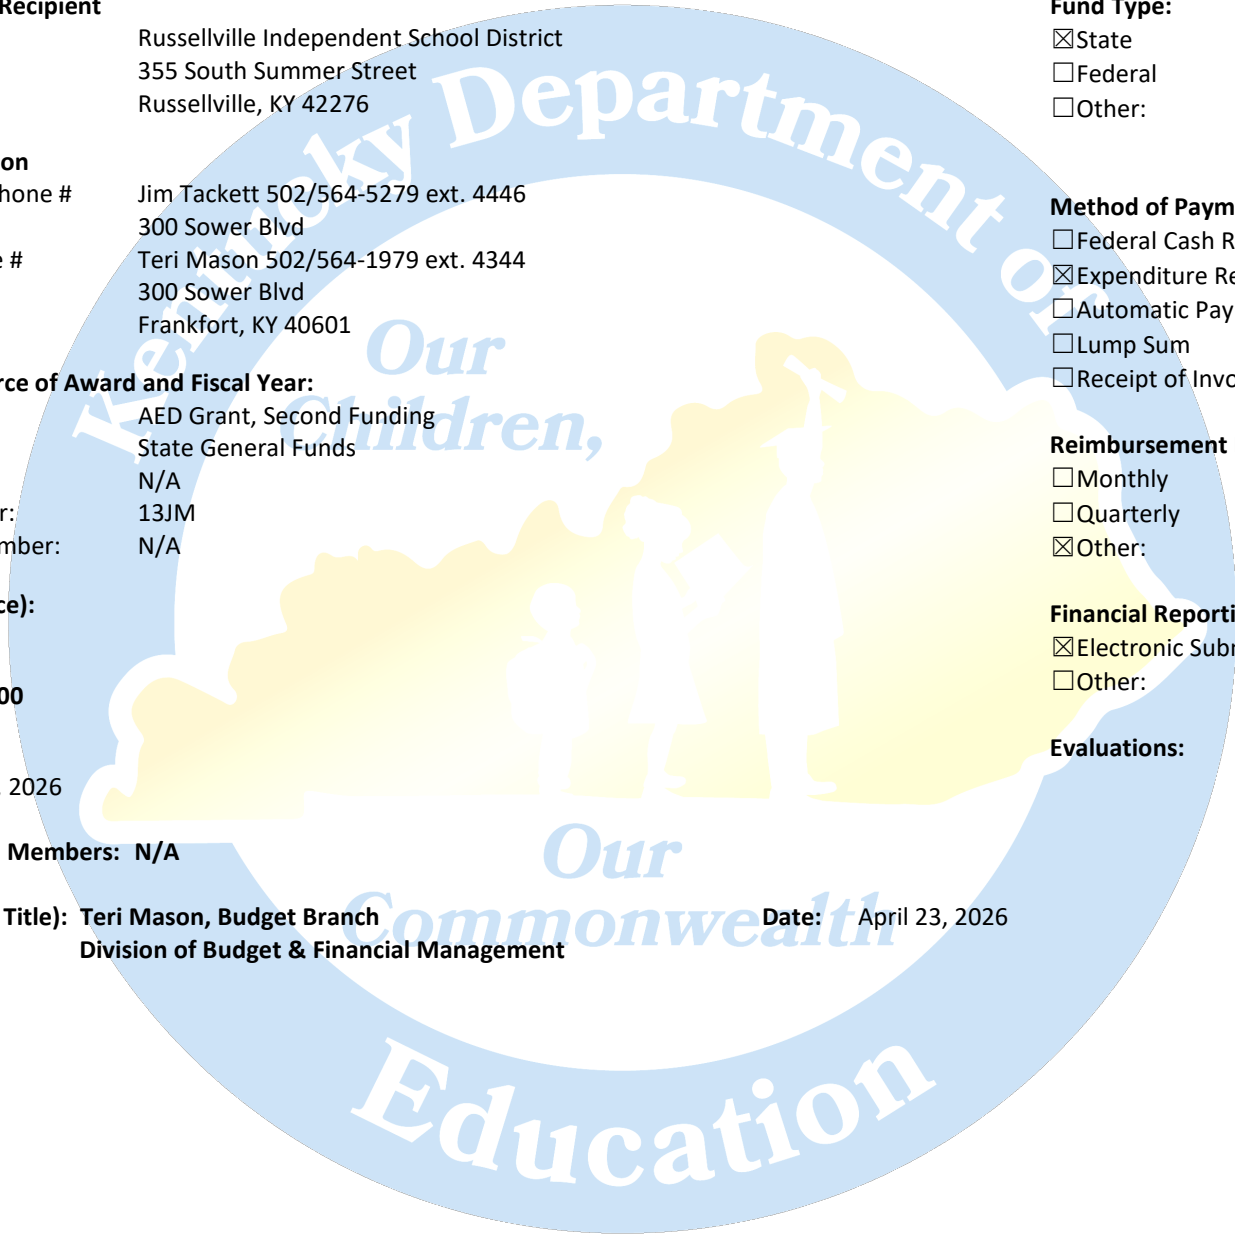 Recipient
Russellville Independent School District
355 South Summer Street
Russellville, KY 42276
on
hone # Jim Tackett 502/564-5279 ext. 4446
300 Sower Blvd
e # Teri Mason 502/564-1979 ext. 4344
300 Sower Blvd
Frankfort, KY 40601
rce of Award and Fiscal Year:
AED Grant, Second Funding
State General Funds
N/A
r: 13JM
mber: N/A
ce):
00
, 2026
Members: N/A
Title): Teri Mason, Budget Branch Date: April 23, 2026
Division of Budget & Financial Management
Fund Type:
☒State
☐Federal
☐Other:
Method of Paym
☐Federal Cash R
☒Expenditure Re
☐Automatic Pay
☐Lump Sum
☐Receipt of Invo
Reimbursement
☐Monthly
☐Quarterly
☒Other:
Financial Reporti
☒Electronic Subr
☐Other:
Evaluations:
Kentucky Department of
Education
Our
Children,
Our
Commonwealth